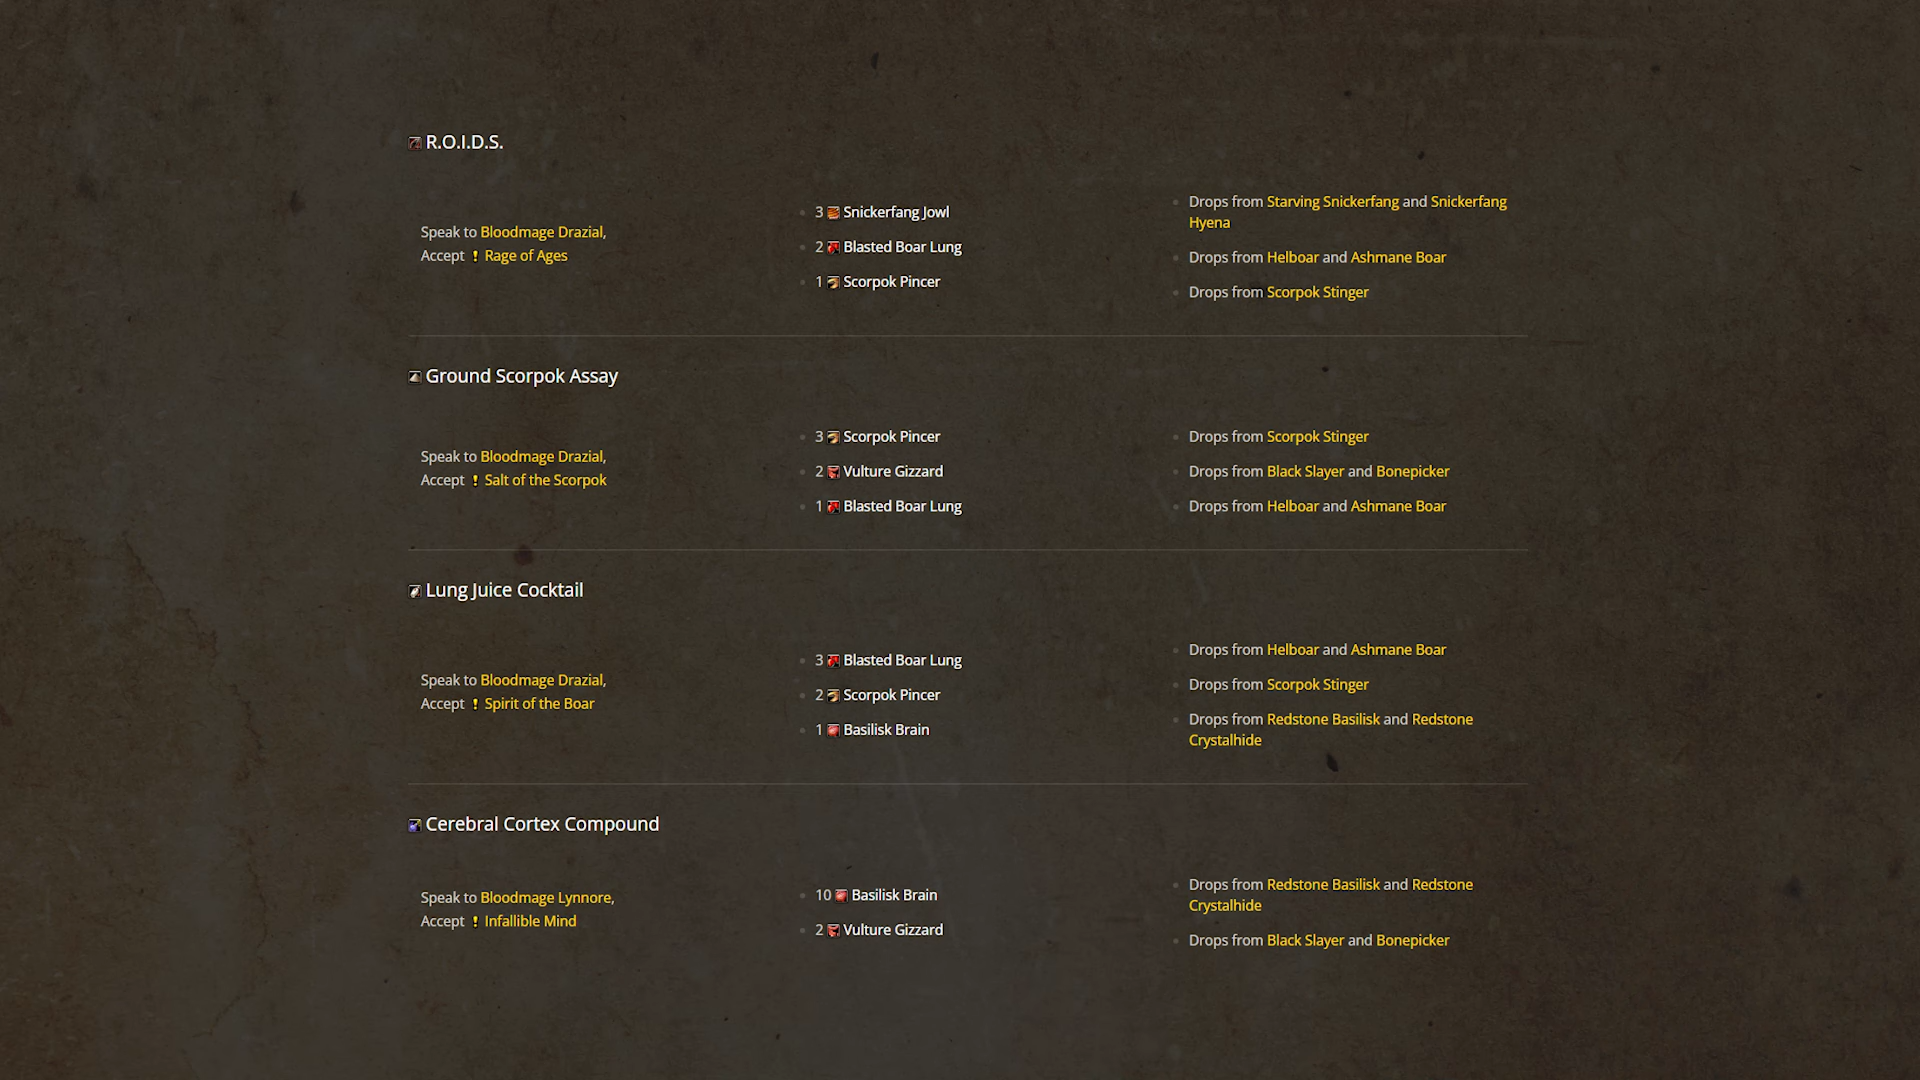 R.O.I.D.S.
Speak to Bloodmage Drazial,
Accept ! Rage of Ages
3 Snickerfang Jowl
2 Blasted Boar Lung
1 Scorpok Pincer
Drops from Starving Snickerfang and Snickerfang
Hyena
Drops from Helboar and Ashmane Boar
Drops from Scorpok Stinger
Ground Scorpok Assay
Speak to Bloodmage Drazial,
Accept ! Salt of the Scorpok
3 Scorpok Pincer
2 Vulture Gizzard
1 Blasted Boar Lung
Drops from Scorpok Stinger
Drops from Black Slayer and Bonepicker
Drops from Helboar and Ashmane Boar
Lung Juice Cocktail
Speak to Bloodmage Drazial,
Accept ! Spirit of the Boar
3 Blasted Boar Lung
2 Scorpok Pincer
1 Basilisk Brain
Drops from Helboar and Ashmane Boar
Drops from Scorpok Stinger
Drops from Redstone Basilisk and Redstone
Crystalhide
Cerebral Cortex Compound
Speak to Bloodmage Lynnore,
Accept ! Infallible Mind
10 Basilisk Brain
2 Vulture Gizzard
Drops from Redstone Basilisk and Redstone
Crystalhide
Drops from Black Slayer and Bonepicker